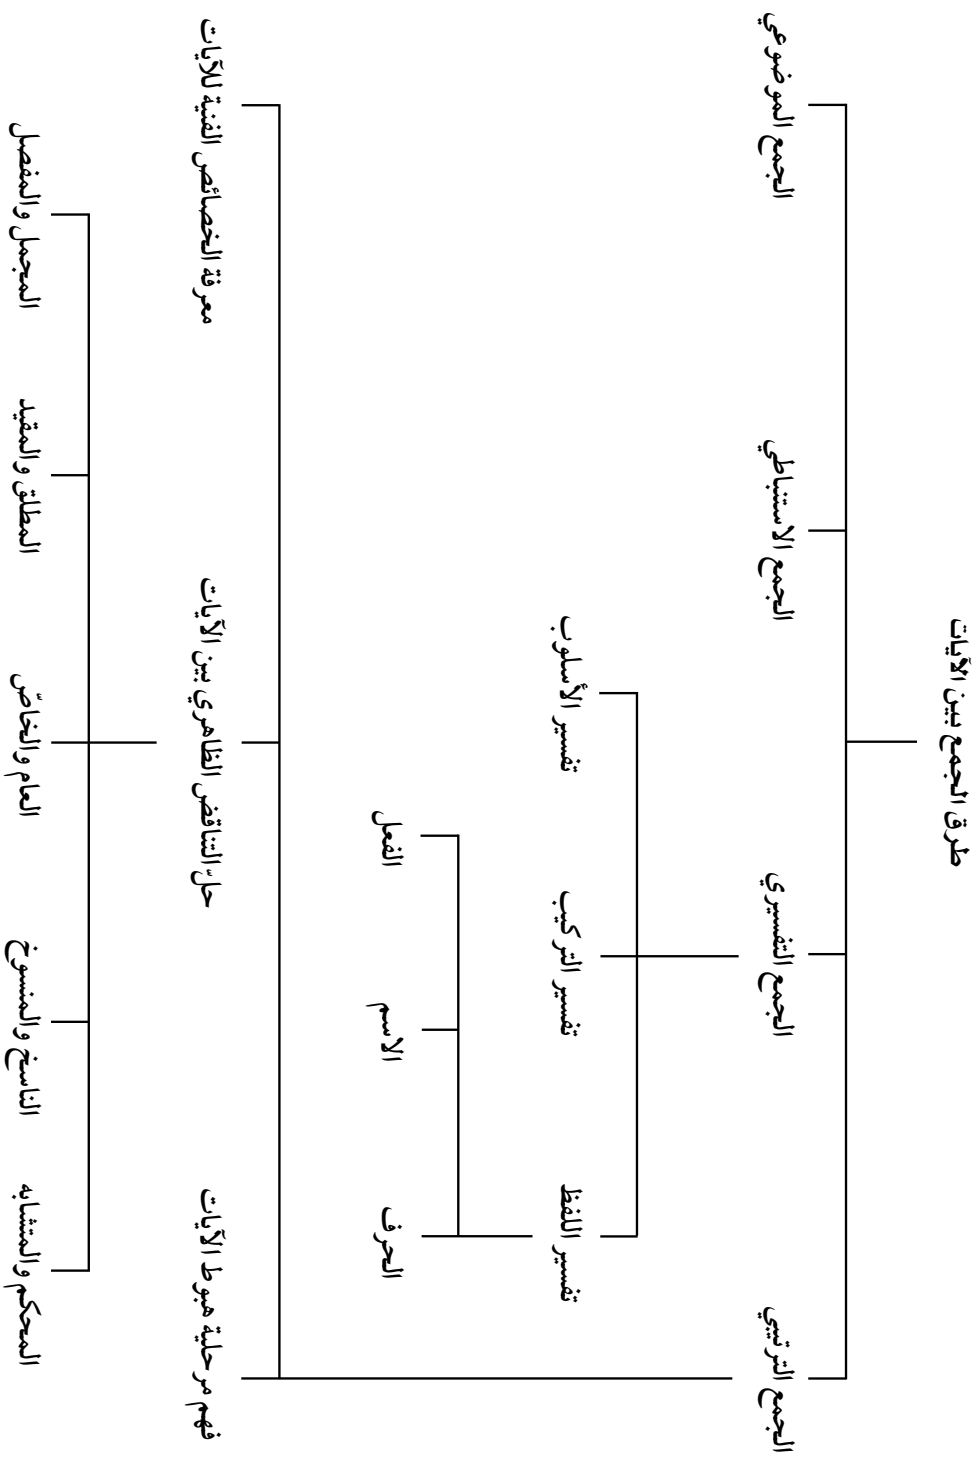 طرق الجمع بين الآيات
الجمع الترتيبي
الجمع التفسيري
الجمع الاستنباطي
الجمع الموضوعي
تفسير اللفظ
تفسير التركيب
تفسير الأسلوب
الحرف
الاسم
الفعل
فهم مرحلية هبوط الآيات
حلّ التناقض الظاهري بين الآيات
معرفة الخصائص الفنية للآيات
المحكم والمتشابه
الناسخ والمنسوخ
العام والخاصّ
المطلق والمقيد
المجمل والمفصل